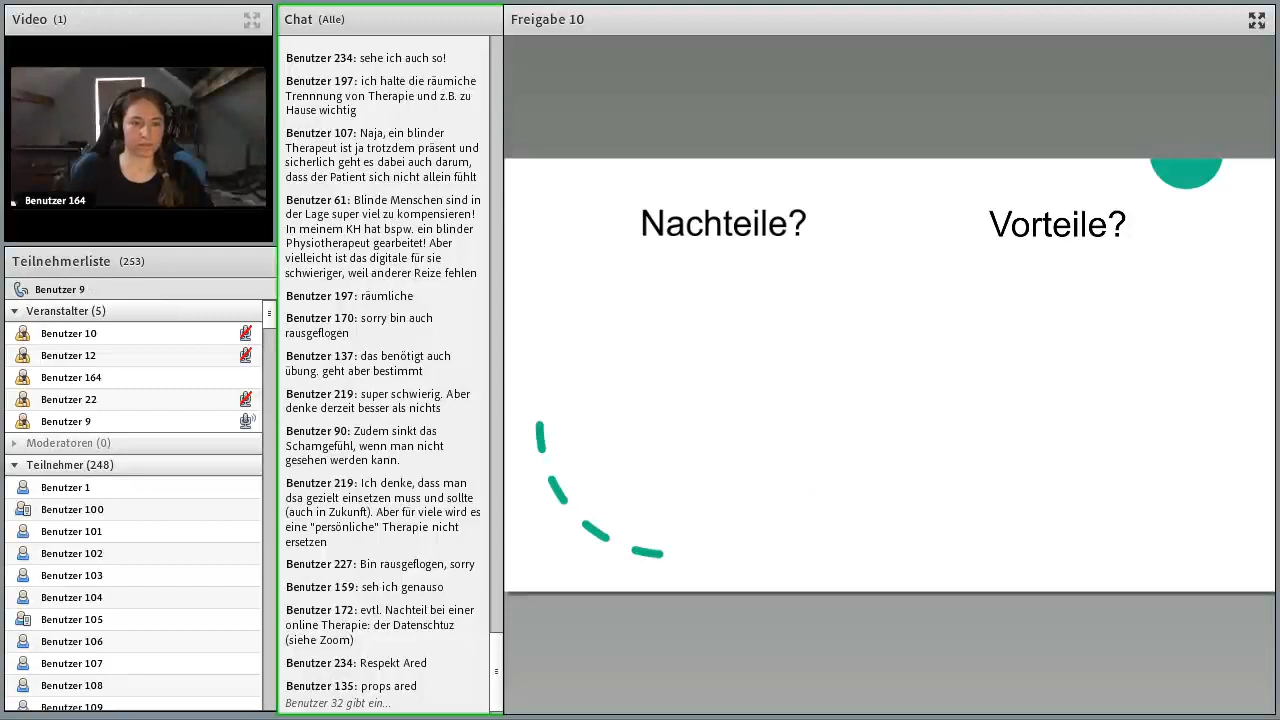 Video (1)
Benutzer 164
Teilnehmerliste (253)
Benutzer 9
Veranstalter (5)
Benutzer 10
Benutzer 12
Benutzer 164
Benutzer 22
Benutzer 9
Moderatoren (0)
Teilnehmer (248)
Benutzer 1
Benutzer 100
Benutzer 101
Benutzer 102
Benutzer 103
Benutzer 104
Benutzer 105
Benutzer 106
Benutzer 107
Benutzer 108
Benutzer 109
Chat (Alle)
Benutzer 234: sehe ich auch so!
Benutzer 197: ich halte die räumiche
Trennnung von Therapie und z.B. zu
Hause wichtig
Benutzer 107: Naja, ein blinder
Therapeut ist ja trotzdem präsent und
sicherlich geht es dabei auch darum,
dass der Patient sich nicht allein fühlt
Benutzer 61: Blinde Menschen sind in
der Lage super viel zu kompensieren!
In meinem KH hat bspw. ein blinder
Physiotherapeut gearbeitet! Aber
vielleicht ist das digitale für sie
schwieriger, weil anderer Reize fehlen
Benutzer 197: räumliche
Benutzer 170: sorry bin auch
rausgeflogen
Benutzer 137: das benötigt auch
übung. geht aber bestimmt
Benutzer 219: super schwierig. Aber
denke derzeit besser als nichts
Benutzer 90: Zudem sinkt das
Schamgefühl, wenn man nicht
gesehen werden kann.
Benutzer 219: Ich denke, dass man
dsa gezielt einsetzen muss und sollte
(auch in Zukunft). Aber für viele wird es
eine "persönliche" Therapie nicht
ersetzen
Benutzer 227: Bin rausgeflogen, sorry
Benutzer 159: seh ich genauso
Benutzer 172: evtl. Nachteil bei einer
online Therapie: der Datenschtuz
(siehe Zoom)
Benutzer 234: Respekt Ared
Benutzer 135: props ared
Benutzer 32 gibt ein...
Freigabe 10
Nachteile?
Vorteile?